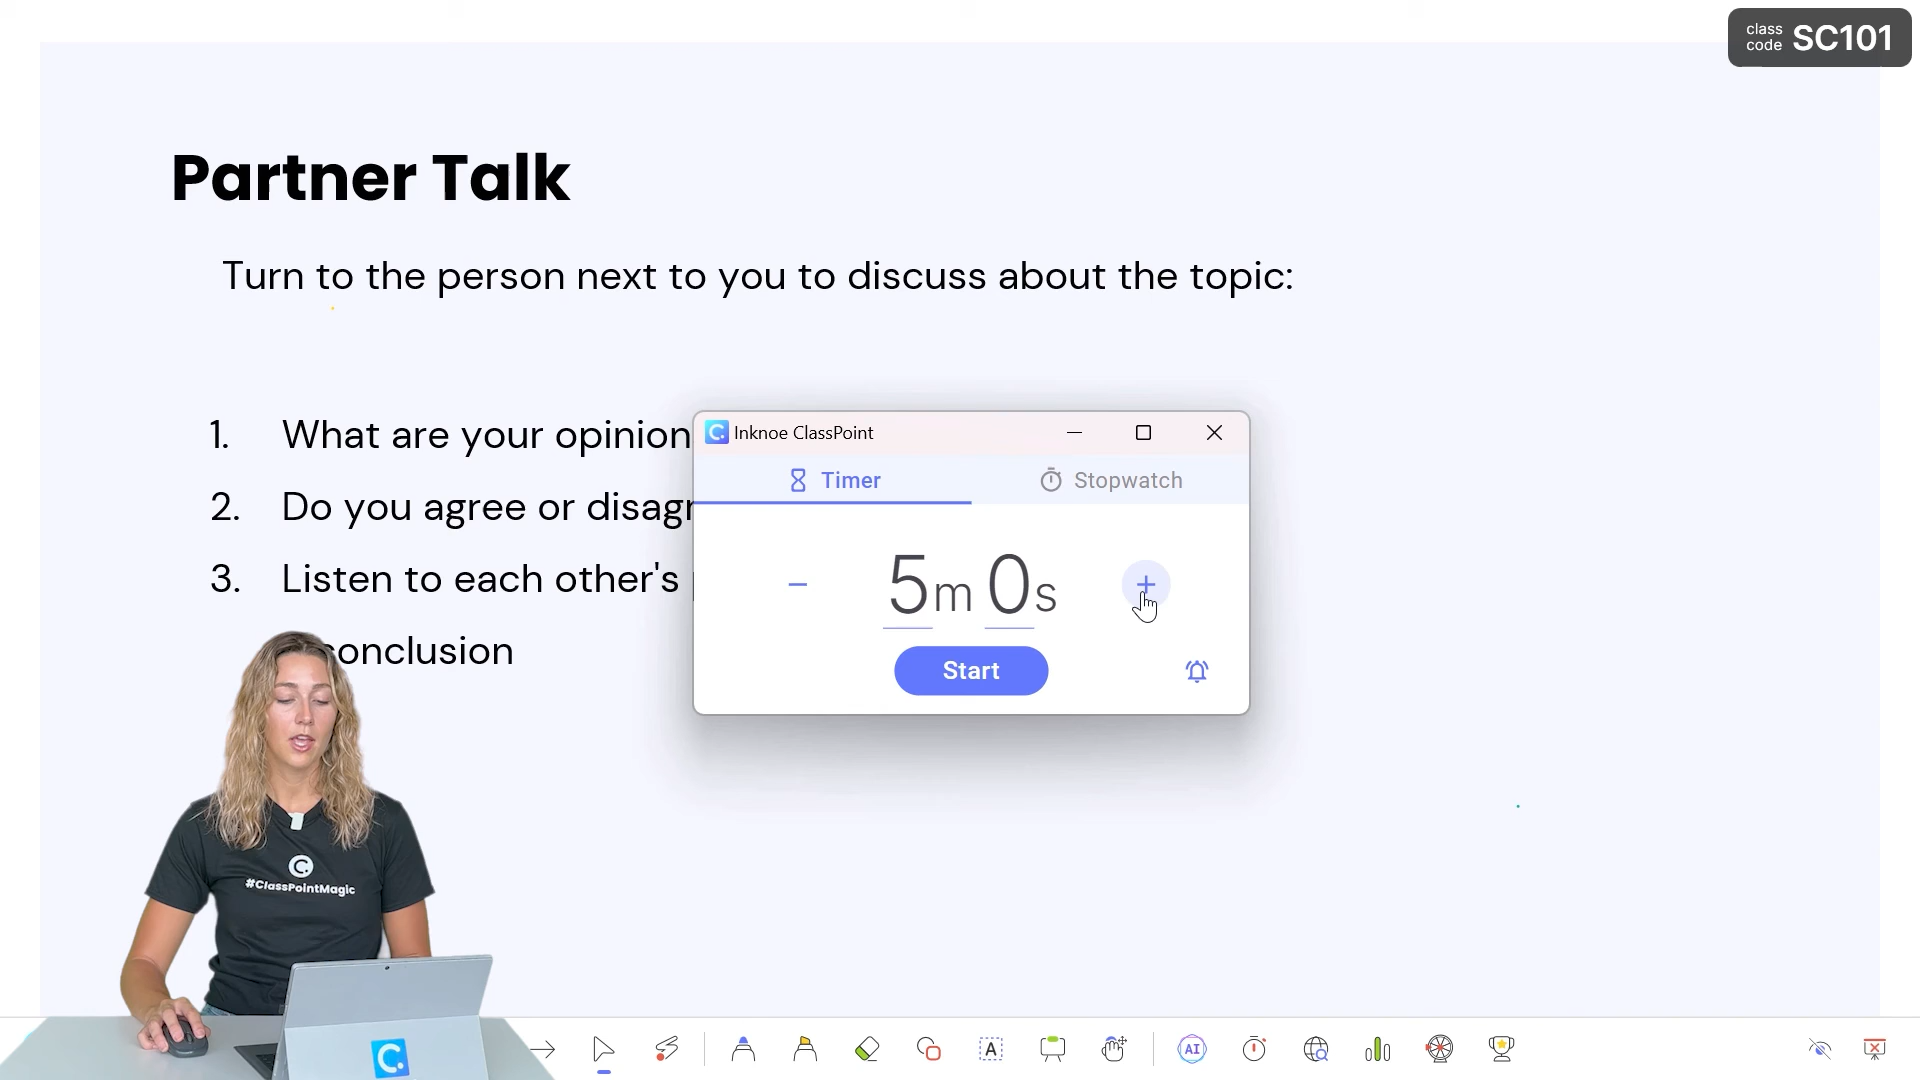 class
code SC101
Partner Talk
Turn to the person next to you to discuss about the topic:
1. What are your opinion
2. Do you agree or disagr
3. Listen to each other's
conclusion
C. Inknoe ClassPoint
Timer
Stopwatch
5m 0s
Start
C.
#ClassPointMagic
C.
A
AI